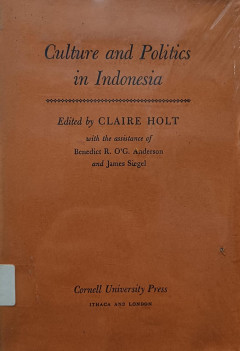 Culture and Politics
in Indonesia
Edited by CLAIRE HOLT
with the assistance of
Benedict R. O'G. Anderson
and James Siegel
Cornell University Press
ITHACA AND LONDON